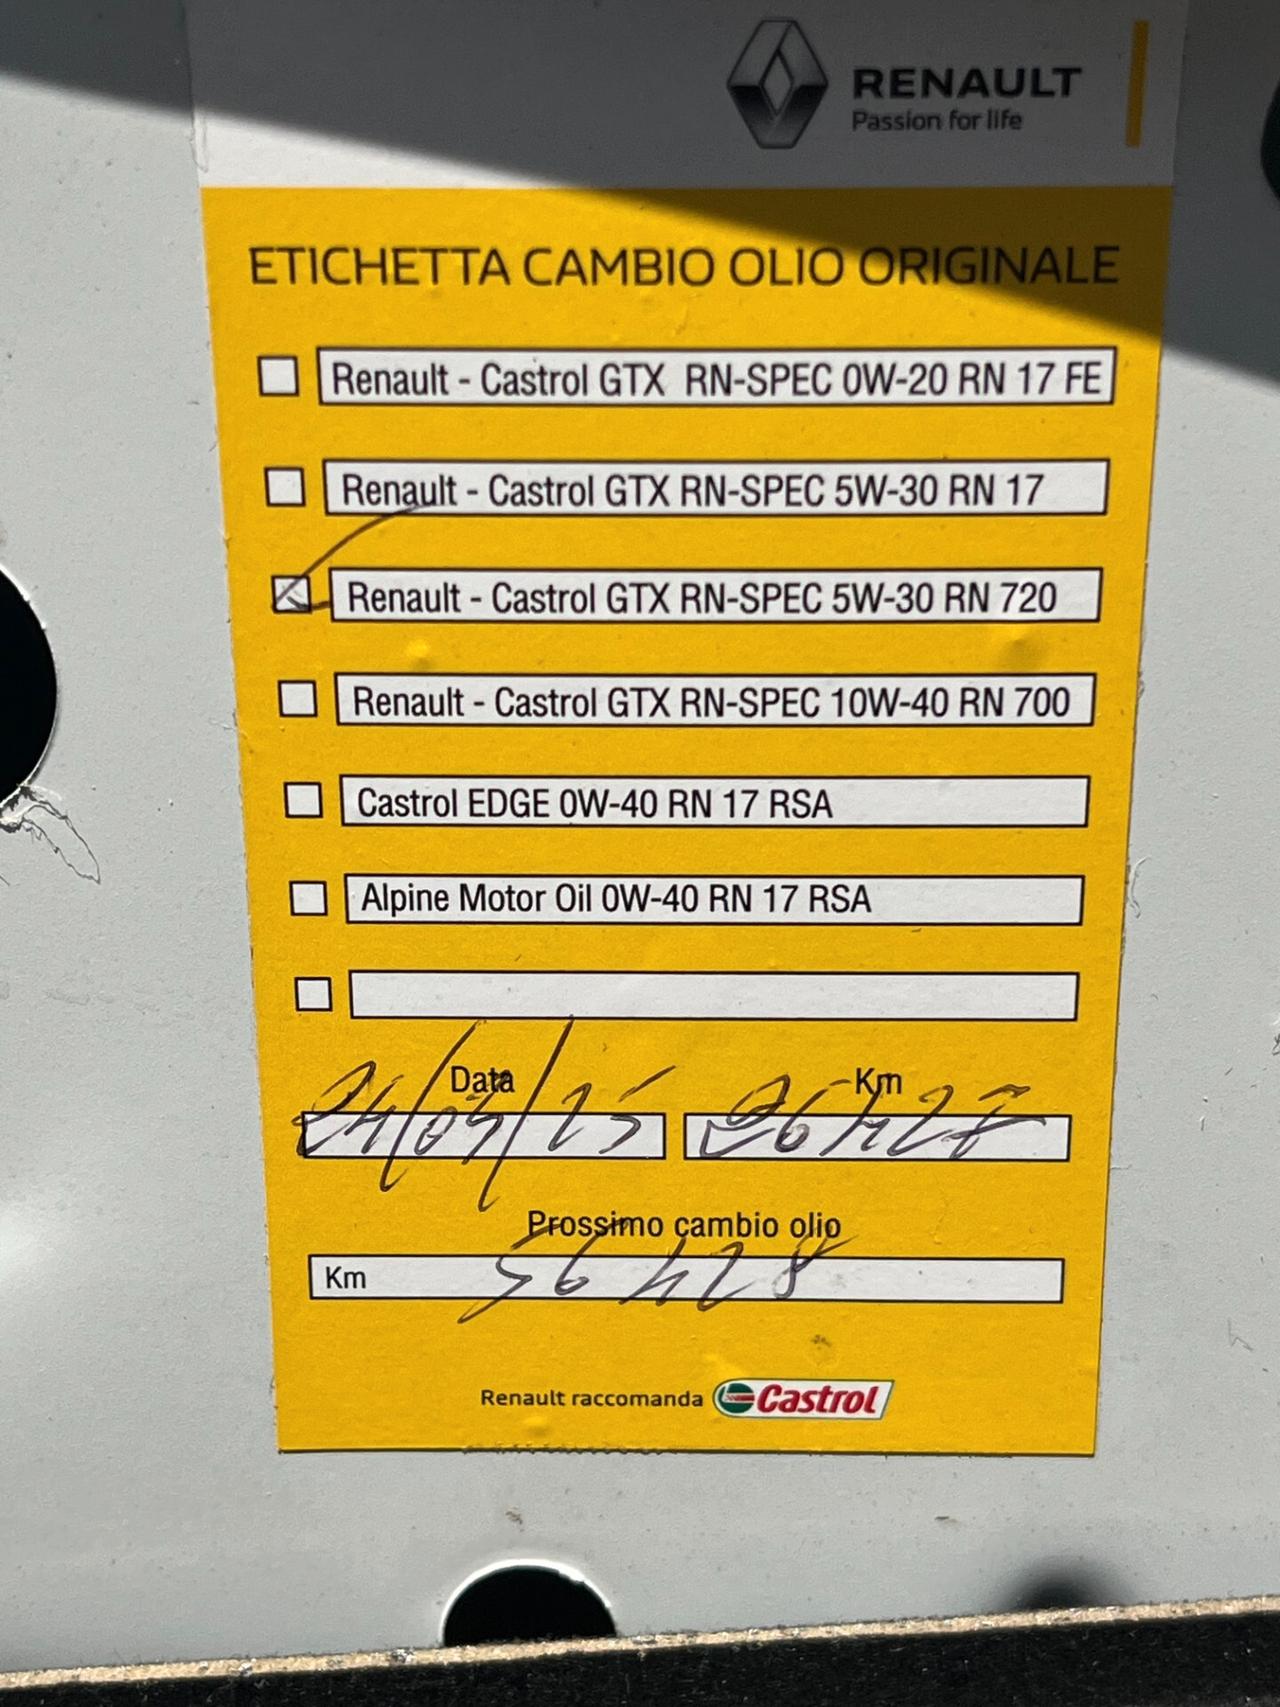 RENAULT
Passion for life
ETICHETTA CAMBIO OLIO ORIGINALE
Renault - Castrol GTX RN-SPEC 0W-20 RN 17 FE
Renault - Castrol GTX RN-SPEC 5W-30 RN 17
Renault - Castrol GTX RN-SPEC 5W-30 RN 720
Renault - Castrol GTX RN-SPEC 10W-40 RN 700
Castrol EDGE 0W-40 RN 17 RSA
Alpine Motor Oil 0W-40 RN 17 RSA
Data Km
26427
Prossimo cambio olio
Km 56428
Renault raccomanda Castrol